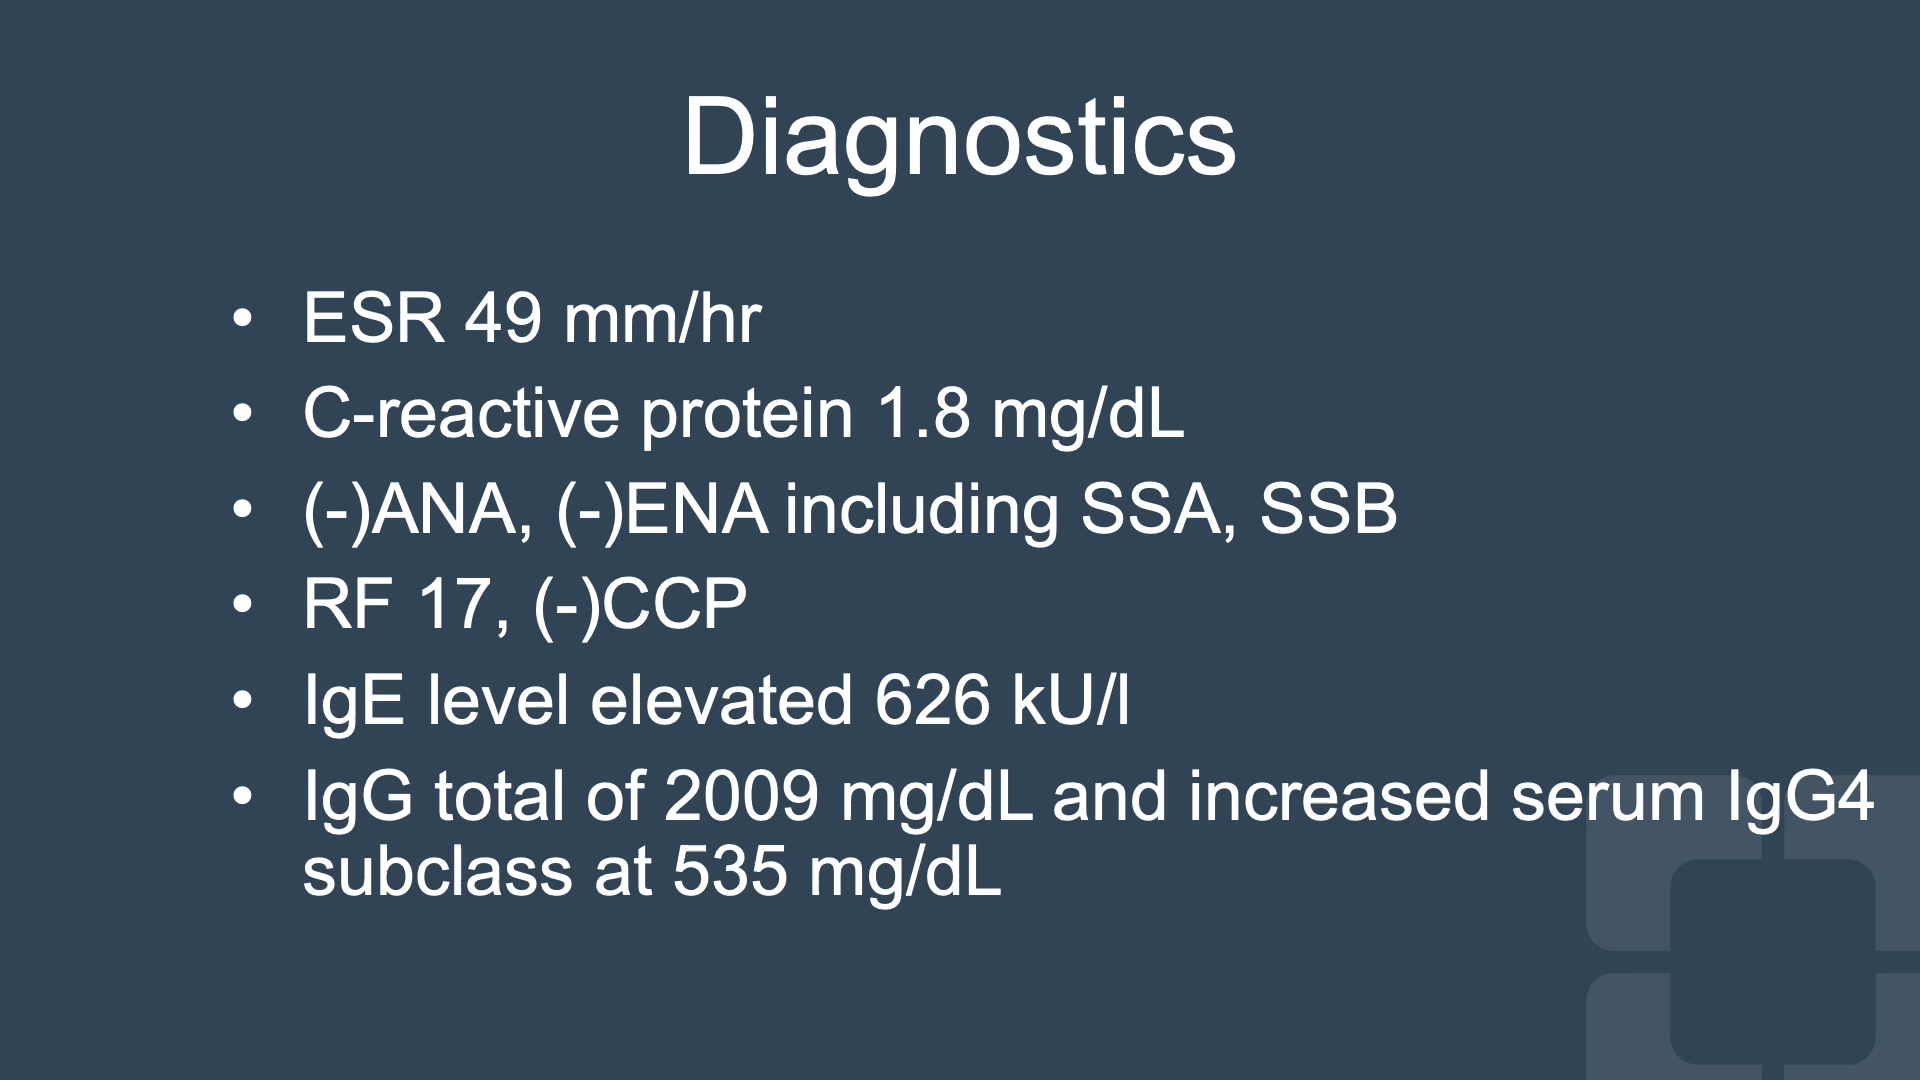 Diagnostics
• ESR 49 mm/hr
• C-reactive protein 1.8 mg/dL
• (-)ANA, (-)ENA including SSA, SSB
• RF 17, (-)CCP
• IgE level elevated 626 kU/l
• IgG total of 2009 mg/dL and increased serum IgG4
subclass at 535 mg/dL